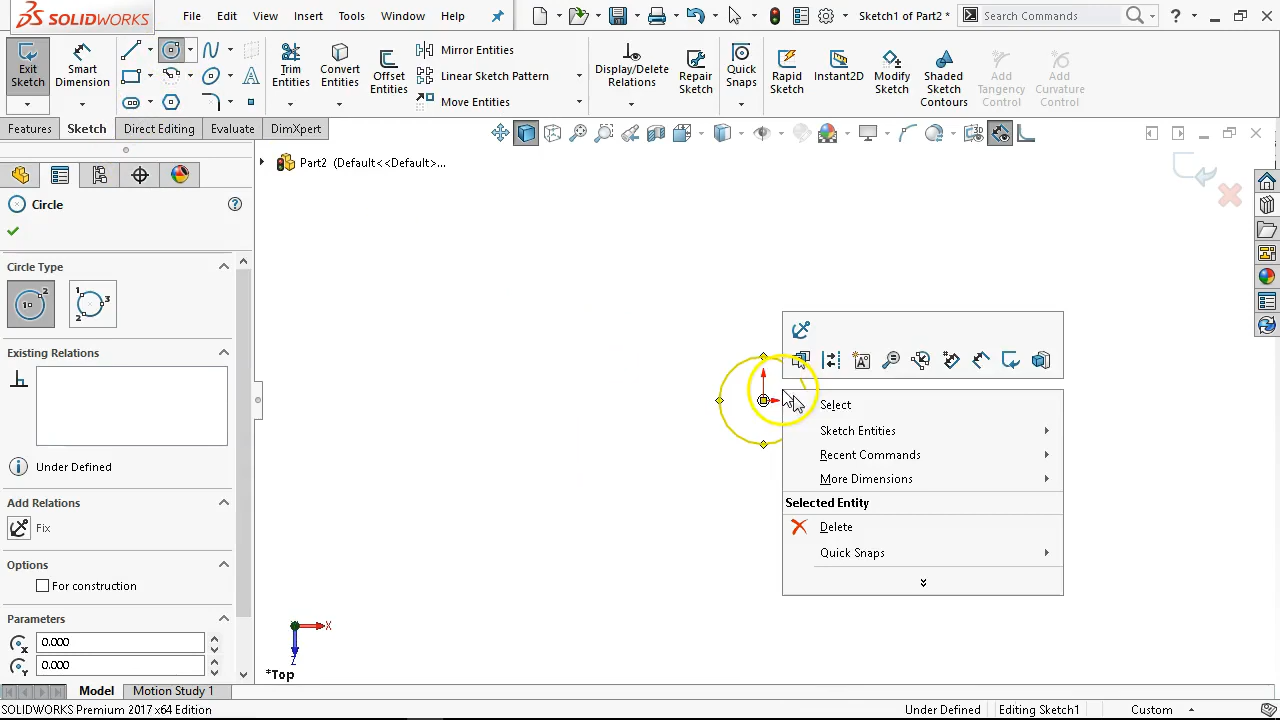 SOLIDWORKS File Edit View Insert Tools Window Help Sketch1 of Part2 * Search Commands ?
Exit Sketch Smart Dimension Trim Entities Convert Entities Offset Entities Mirror Entities Display/Delete Relations Repair Sketch Quick Snaps Rapid Sketch Instant2D Modify Sketch Shaded Sketch Contours Add Tangency Control Add Curvature Control
Linear Sketch Pattern
Move Entities
Features Sketch Direct Editing Evaluate DimXpert
Part2 (Default<<Default>...
Circle ?
Circle Type
Existing Relations
Under Defined
Add Relations
Fix
Options
For construction
Parameters
0.000
0.000
Select
Sketch Entities
Recent Commands
More Dimensions
Selected Entity
Delete
Quick Snaps
X
Z
*Top
Model Motion Study 1
SOLIDWORKS Premium 2017 x64 Edition Under Defined Editing Sketch1 Custom